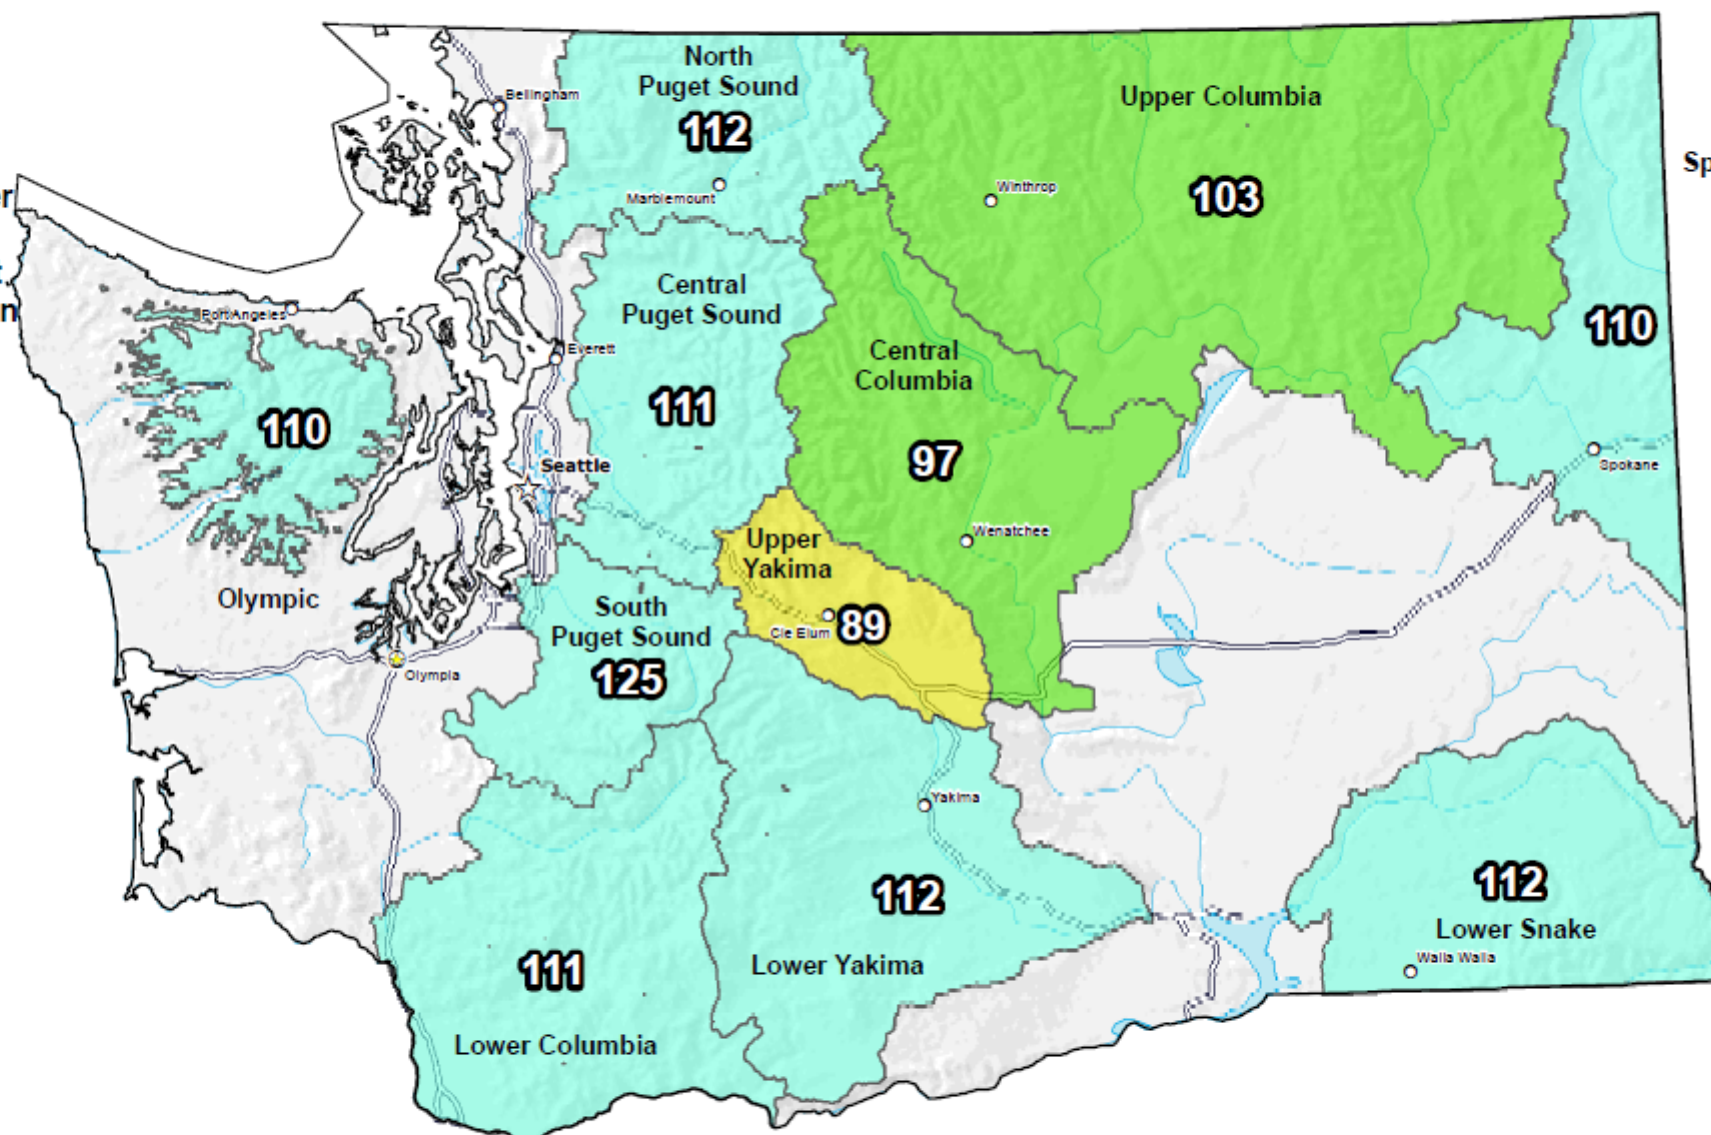 North
Puget Sound
112
Bellingham
Marblemount
Upper Columbia
103
Winthrop
Sp
er
n
Port Angeles
Central
Puget Sound
111
Everett
Central
Columbia
97
110
110
Seattle
Spokane
Wenatchee
Upper
Yakima
89
Cle Elum
Olympic
South
Puget Sound
125
Olympia
Yakima
112
Lower Yakima
112
Lower Snake
Walla Walla
111
Lower Columbia